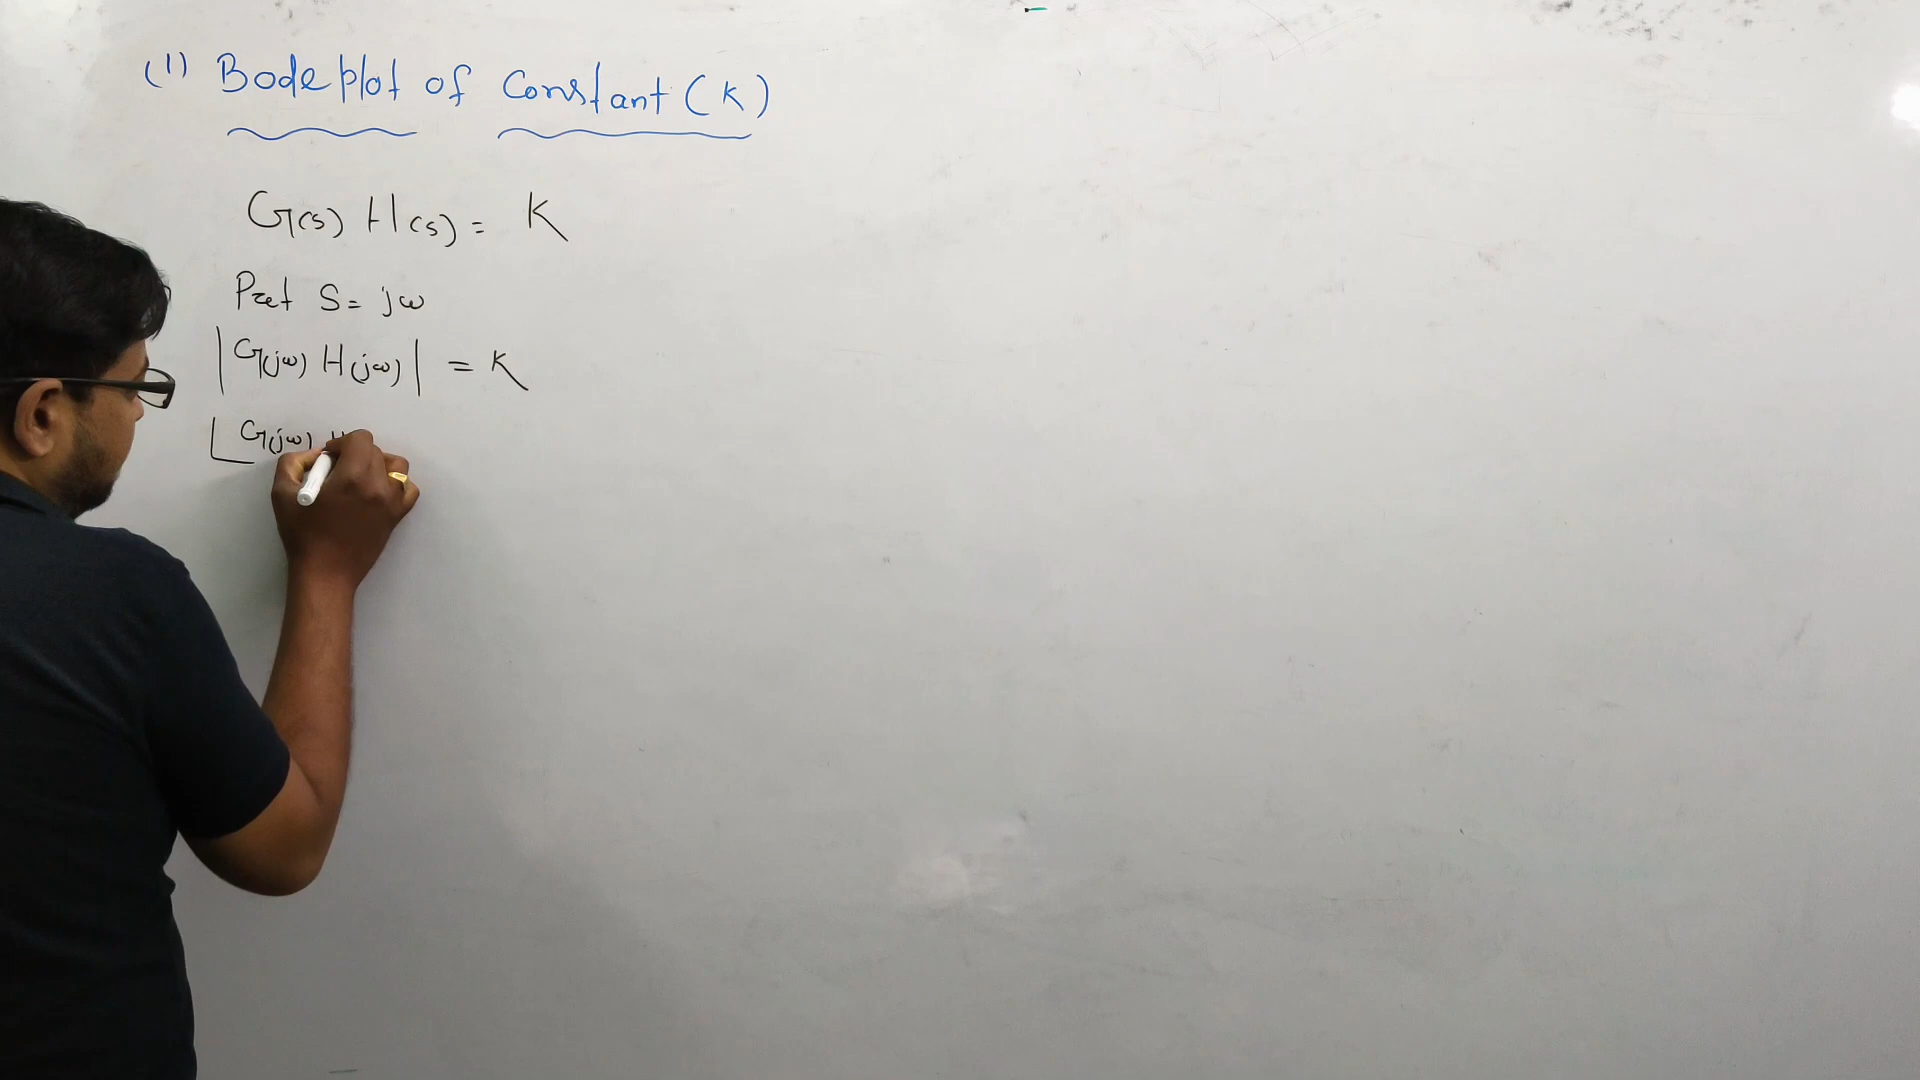 (1) Bode plot of Constant (K)
G(s) H(s) = K
Put S = jω
|G(jω) H(jω)| = K
∠G(jω) H